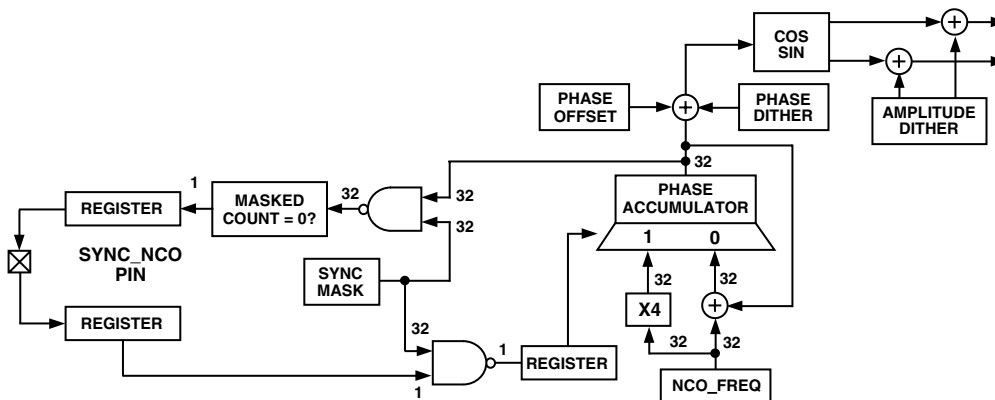 COS
SIN
PHASE
OFFSET
PHASE
DITHER
AMPLITUDE
DITHER
32
1
REGISTER
MASKED
COUNT = 0?
32
32
32
PHASE
ACCUMULATOR
1
0
SYNC_NCO
PIN
SYNC
MASK
32
32
X4
REGISTER
32
1
REGISTER
1
32
32
NCO_FREQ